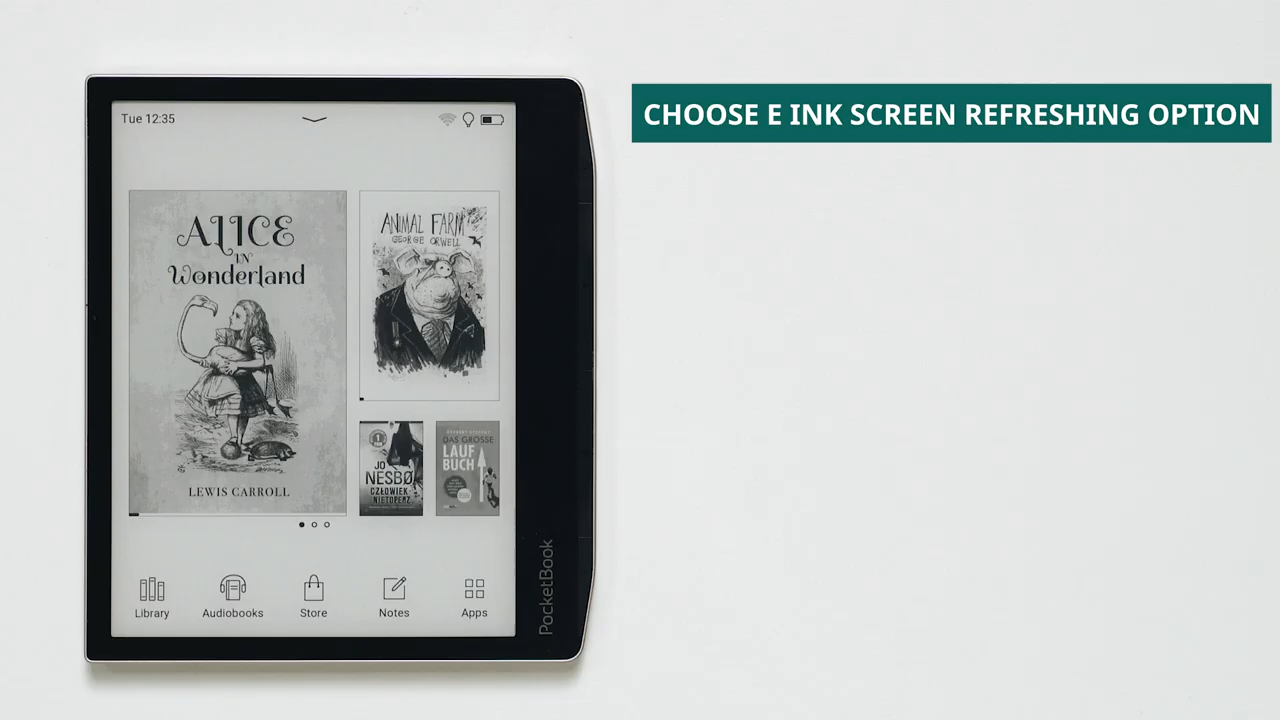 CHOOSE E INK SCREEN REFRESHING OPTION
Tue 12:35
ALICE
IN
Wonderland
LEWIS CARROLL
ANIMAL FARM
GEORGE ORWELL
JO
NESBØ
CZŁOWIEK
NIETOPERZ
DAS GROSSE
LAUF
BUCH
Library
Audiobooks
Store
Notes
Apps
PocketBook